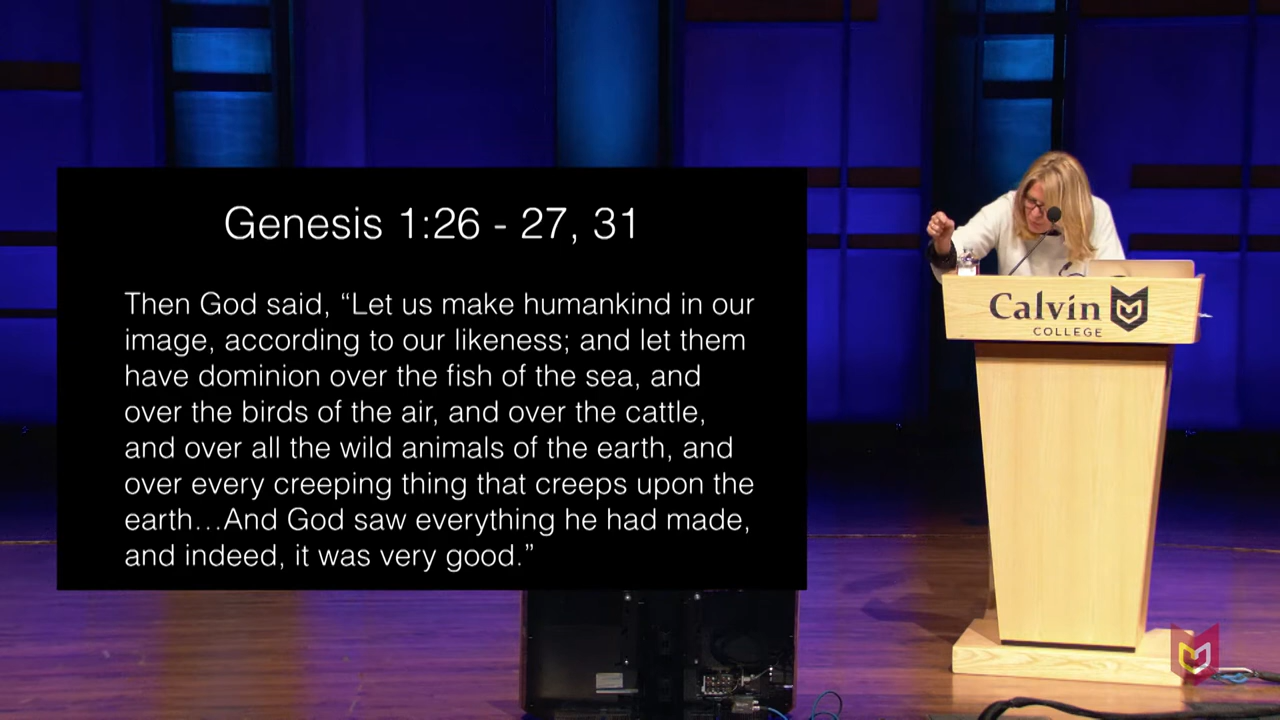 Genesis 1:26 - 27, 31
Then God said, “Let us make humankind in our
image, according to our likeness; and let them
have dominion over the fish of the sea, and
over the birds of the air, and over the cattle,
and over all the wild animals of the earth, and
over every creeping thing that creeps upon the
earth…And God saw everything he had made,
and indeed, it was very good.”
Calvin
COLLEGE